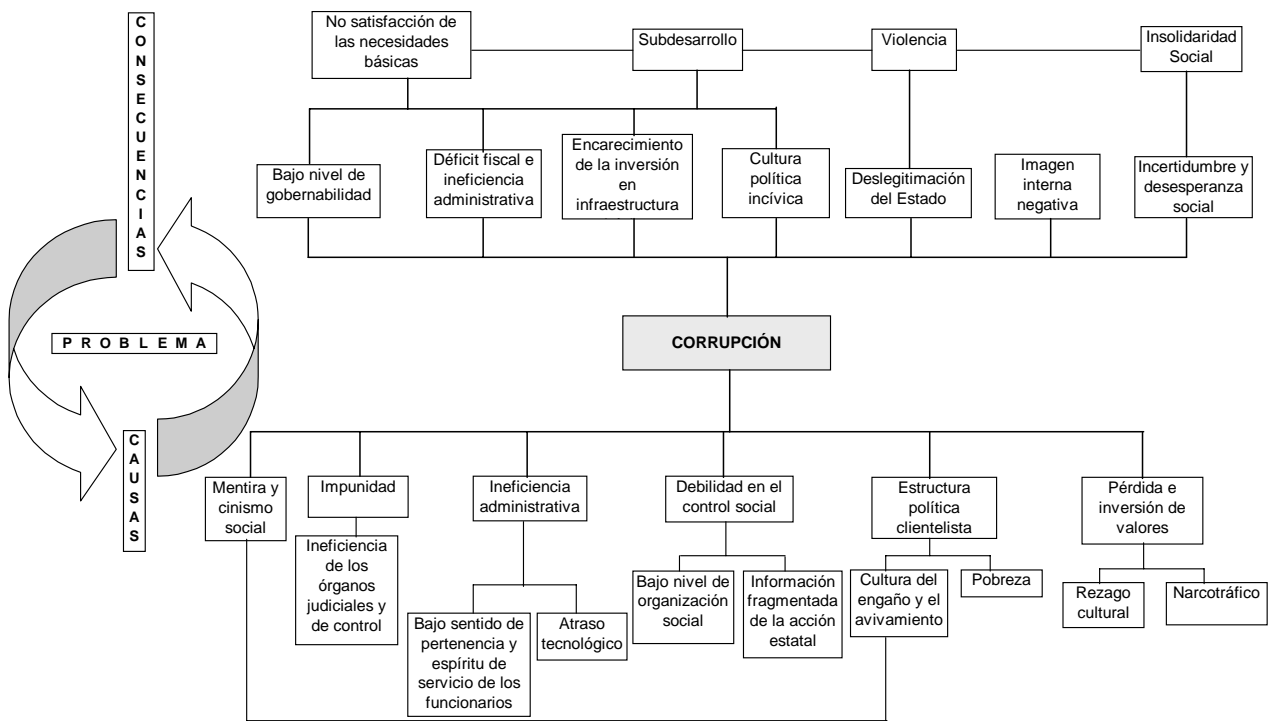 CONSECUENCIAS
No satisfacción de
las necesidades
básicas
Subdesarrollo
Violencia
Insolidaridad
Social
Bajo nivel de
gobernabilidad
Déficit fiscal e
ineficiencia
administrativa
Encarecimiento
de la inversión
en
infraestructura
Cultura
política
incívica
Deslegitimación
del Estado
Imagen
interna
negativa
Incertidumbre y
desesperanza
social
PROBLEMA
CORRUPCIÓN
CAUSAS
Mentira y
cinismo
social
Impunidad
Ineficiencia
administrativa
Debilidad en el
control social
Estructura
política
clientelista
Pérdida e
inversión de
valores
Ineficiencia
de los
órganos
judiciales y
de control
Bajo sentido de
pertenencia y
espíritu de
servicio de los
funcionarios
Atraso
tecnológico
Bajo nivel de
organización
social
Información
fragmentada
de la acción
estatal
Cultura del
engaño y el
avivamiento
Pobreza
Rezago
cultural
Narcotráfico